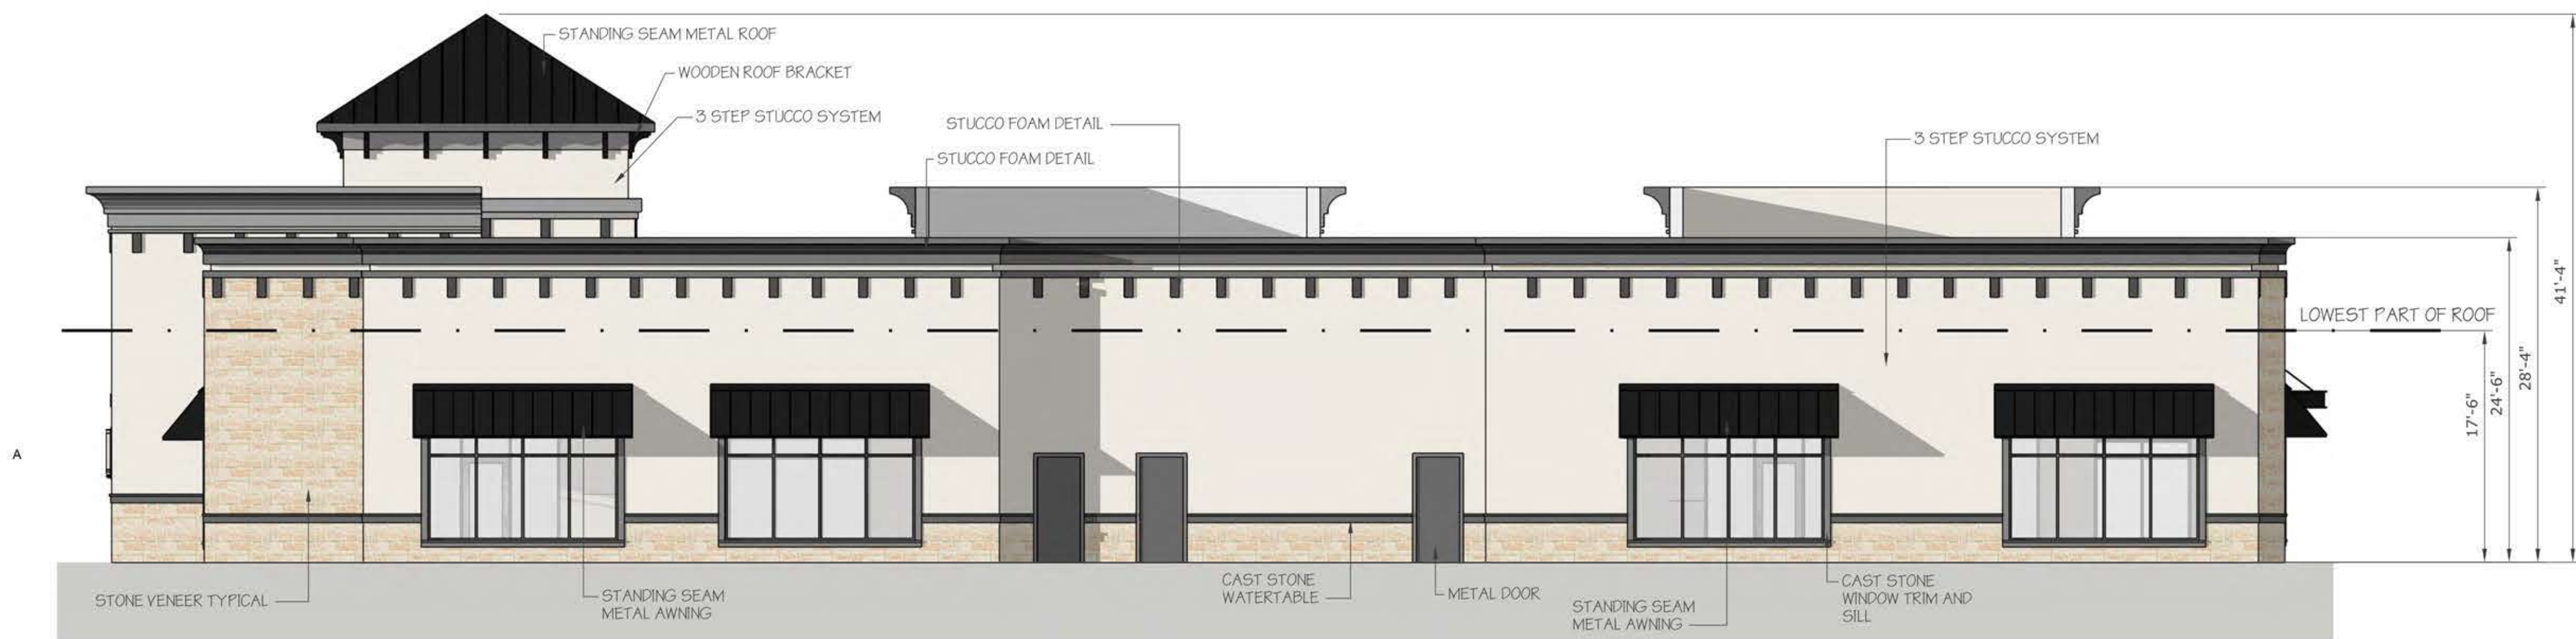 STANDING SEAM METAL ROOF
WOODEN ROOF BRACKET
3 STEP STUCCO SYSTEM
STUCCO FOAM DETAIL
STUCCO FOAM DETAIL
3 STEP STUCCO SYSTEM
41'-4"
LOWEST PART OF ROOF
28'-4"
24'-6"
17'-6"
A
STONE VENEER TYPICAL
STANDING SEAM
METAL AWNING
CAST STONE
WATERTABLE
METAL DOOR
STANDING SEAM
METAL AWNING
CAST STONE
WINDOW TRIM AND
SILL